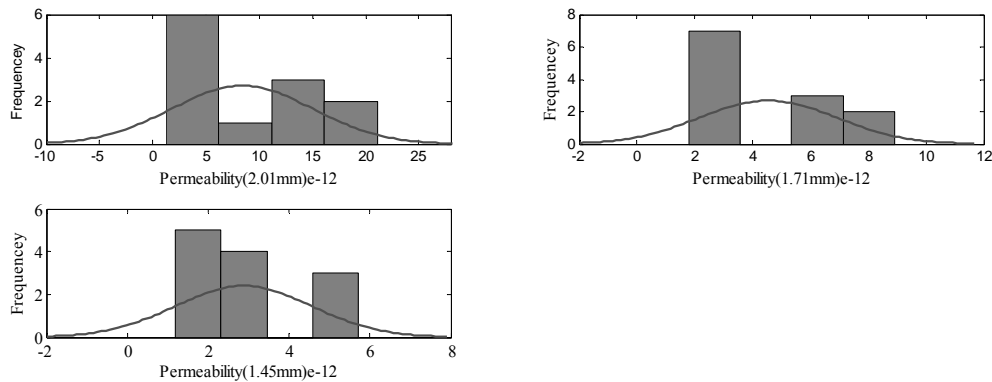 6
4
2
0
Frequencey
-10 -5 0 5 10 15 20 25
Permeability(2.01mm)e-12
8
6
4
2
0
Frequencey
-2 0 2 4 6 8 10 12
Permeability(1.71mm)e-12
6
4
2
0
Frequencey
-2 0 2 4 6 8
Permeability(1.45mm)e-12